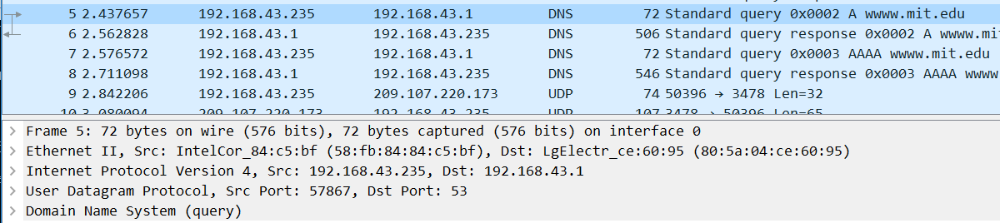 5 2.437657 192.168.43.235 192.168.43.1 DNS 72 Standard query 0x0002 A wwww.mit.edu
6 2.562828 192.168.43.1 192.168.43.235 DNS 506 Standard query response 0x0002 A wwww.mi
7 2.576572 192.168.43.235 192.168.43.1 DNS 72 Standard query 0x0003 AAAA wwww.mit.edu
8 2.711098 192.168.43.1 192.168.43.235 DNS 546 Standard query response 0x0003 AAAA wwww
9 2.842206 192.168.43.235 209.107.220.173 UDP 74 50396 → 3478 Len=32
10 3.080094 209.107.220.173 192.168.43.235 UDP 107 3478 → 50396 Len=65
Frame 5: 72 bytes on wire (576 bits), 72 bytes captured (576 bits) on interface 0
Ethernet II, Src: IntelCor_84:c5:bf (58:fb:84:84:c5:bf), Dst: LgElectr_ce:60:95 (80:5a:04:ce:60:95)
Internet Protocol Version 4, Src: 192.168.43.235, Dst: 192.168.43.1
User Datagram Protocol, Src Port: 57867, Dst Port: 53
Domain Name System (query)